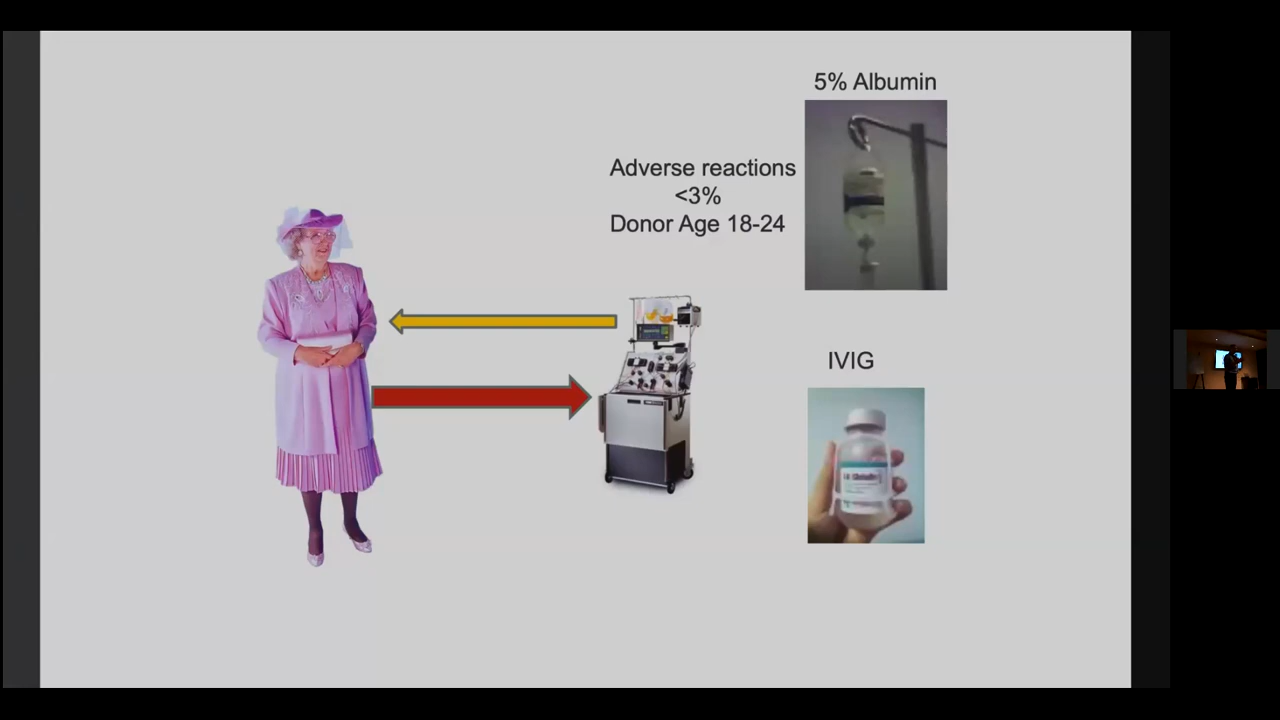 5% Albumin
Adverse reactions
<3%
Donor Age 18-24
IVIG